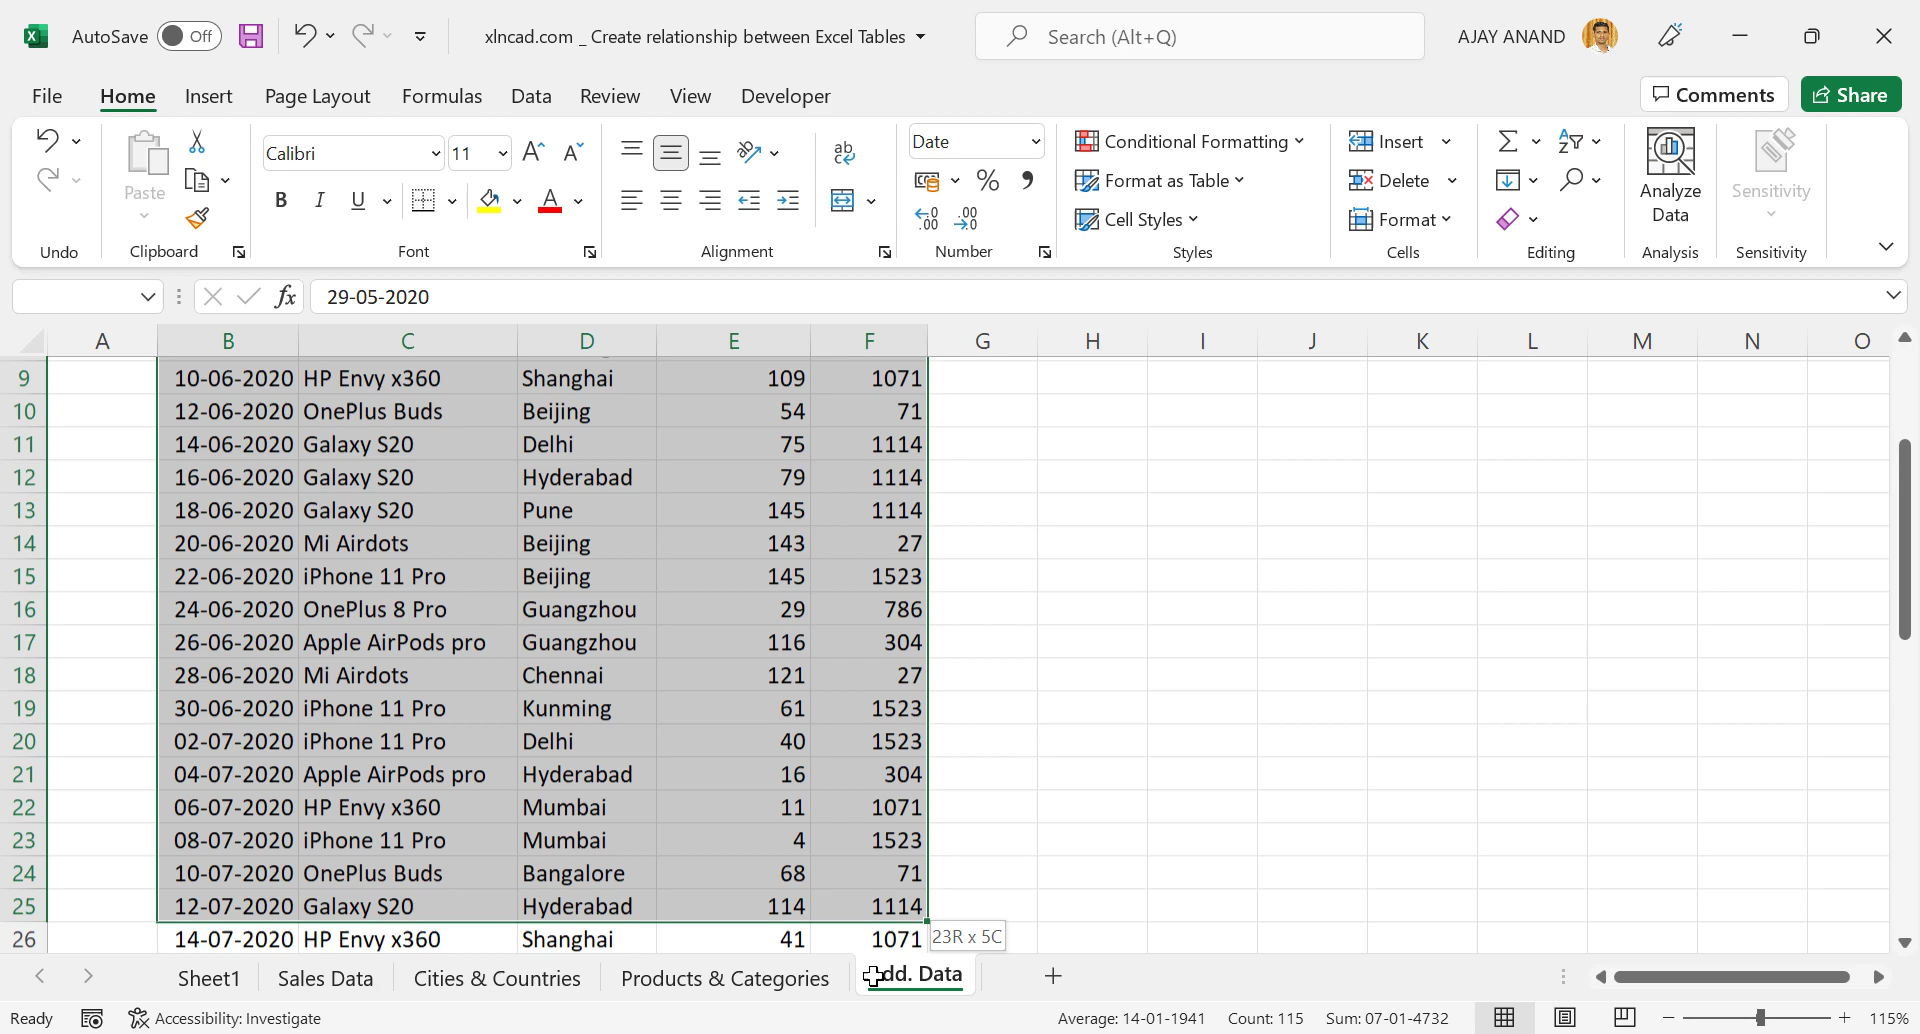 AutoSave Off xlncad.com _ Create relationship between Excel Tables Search (Alt+Q) AJAY ANAND
File Home Insert Page Layout Formulas Data Review View Developer Comments Share
Calibri 11 Date Conditional Formatting Insert
Paste Format as Table Delete Analyze Data Sensitivity
Cell Styles Format
Undo Clipboard Font Alignment Number Styles Cells Editing Analysis Sensitivity
fx 29-05-2020
A B C D E F G H I J K L M N O
9 10-06-2020 HP Envy x360 Shanghai 109 1071
10 12-06-2020 OnePlus Buds Beijing 54 71
11 14-06-2020 Galaxy S20 Delhi 75 1114
12 16-06-2020 Galaxy S20 Hyderabad 79 1114
13 18-06-2020 Galaxy S20 Pune 145 1114
14 20-06-2020 Mi Airdots Beijing 143 27
15 22-06-2020 iPhone 11 Pro Beijing 145 1523
16 24-06-2020 OnePlus 8 Pro Guangzhou 29 786
17 26-06-2020 Apple AirPods pro Guangzhou 116 304
18 28-06-2020 Mi Airdots Chennai 121 27
19 30-06-2020 iPhone 11 Pro Kunming 61 1523
20 02-07-2020 iPhone 11 Pro Delhi 40 1523
21 04-07-2020 Apple AirPods pro Hyderabad 16 304
22 06-07-2020 HP Envy x360 Mumbai 11 1071
23 08-07-2020 iPhone 11 Pro Mumbai 4 1523
24 10-07-2020 OnePlus Buds Bangalore 68 71
25 12-07-2020 Galaxy S20 Hyderabad 114 1114
26 14-07-2020 HP Envy x360 Shanghai 41 1071 23R x 5C
Sheet1 Sales Data Cities & Countries Products & Categories dd. Data
Ready Accessibility: Investigate Average: 14-01-1941 Count: 115 Sum: 07-01-4732 115%